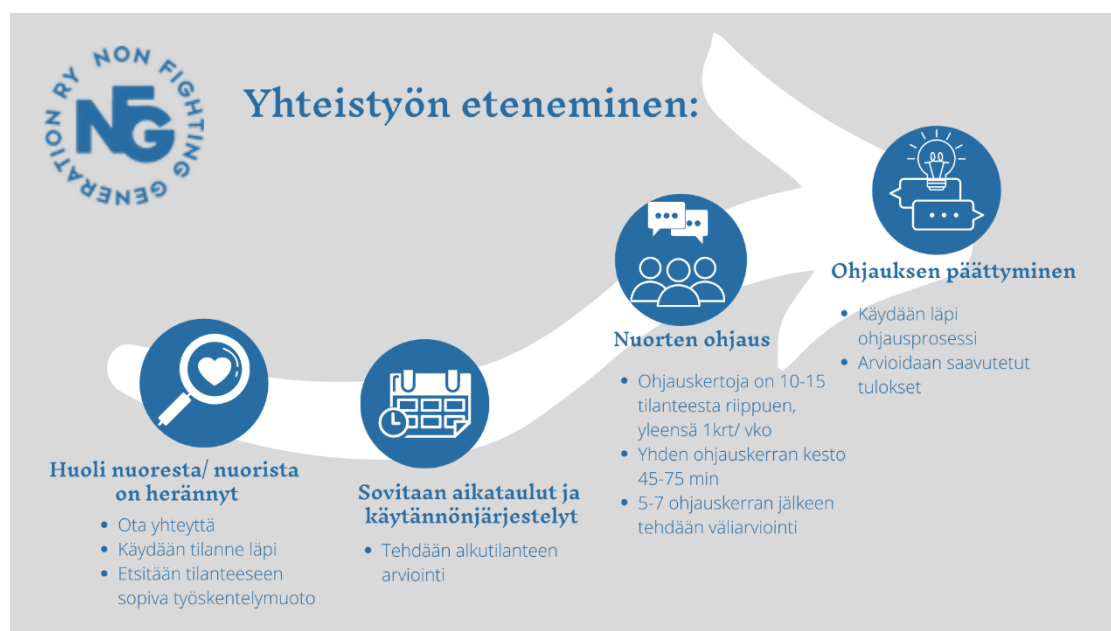 NON FIGHTING GENERATION RY
NFG
Yhteistyön eteneminen:
Huoli nuoresta/ nuorista
on herännyt
• Ota yhteyttä
• Käydään tilanne läpi
• Etsitään tilanteeseen
sopiva työskentelymuoto
Sovitaan aikataulut ja
käytännönjärjestelyt
• Tehdään alkutilanteen
arviointi
Nuorten ohjaus
• Ohjauskertoja on 10-15
tilanteesta riippuen,
yleensä 1krt/ vko
• Yhden ohjauskerran kesto
45-75 min
• 5-7 ohjauskerran jälkeen
tehdään väliarviointi
Ohjauksen päättyminen
• Käydään läpi
ohjausprosessi
• Arvioidaan saavutetut
tulokset